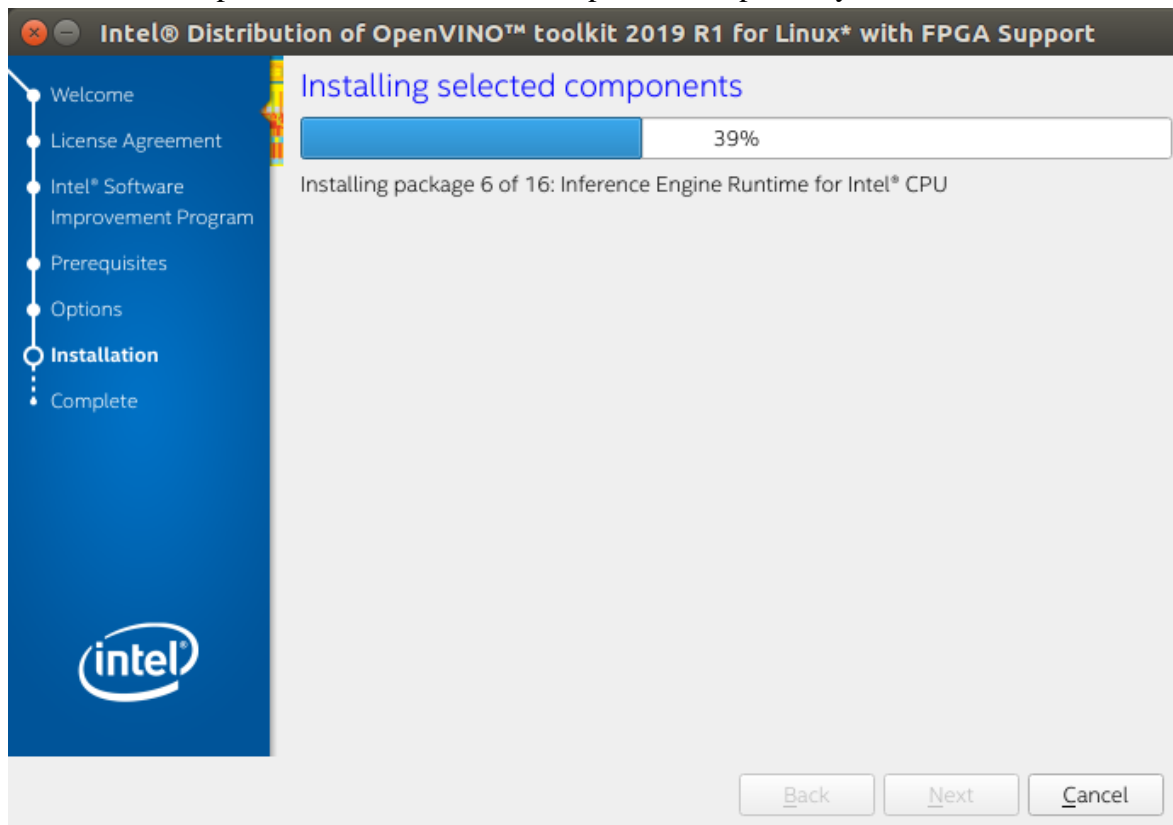 Intel® Distribution of OpenVINO™ toolkit 2019 R1 for Linux* with FPGA Support
Welcome
License Agreement
Intel® Software
Improvement Program
Prerequisites
Options
Installation
Complete
intel®
Installing selected components
39%
Installing package 6 of 16: Inference Engine Runtime for Intel® CPU
Back
Next
Cancel